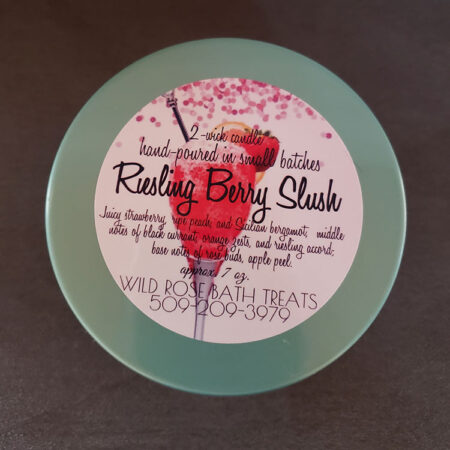 2-wick candle
hand-poured in small batches
Riesling Berry Slush
Juicy strawberry, ripe peach, and Sicilian bergamot; middle
notes of black currant, orange zests, and riesling accord;
base notes of rose buds, apple peel.
approx. 7 oz.
WILD ROSE BATH TREATS
509-209-3979